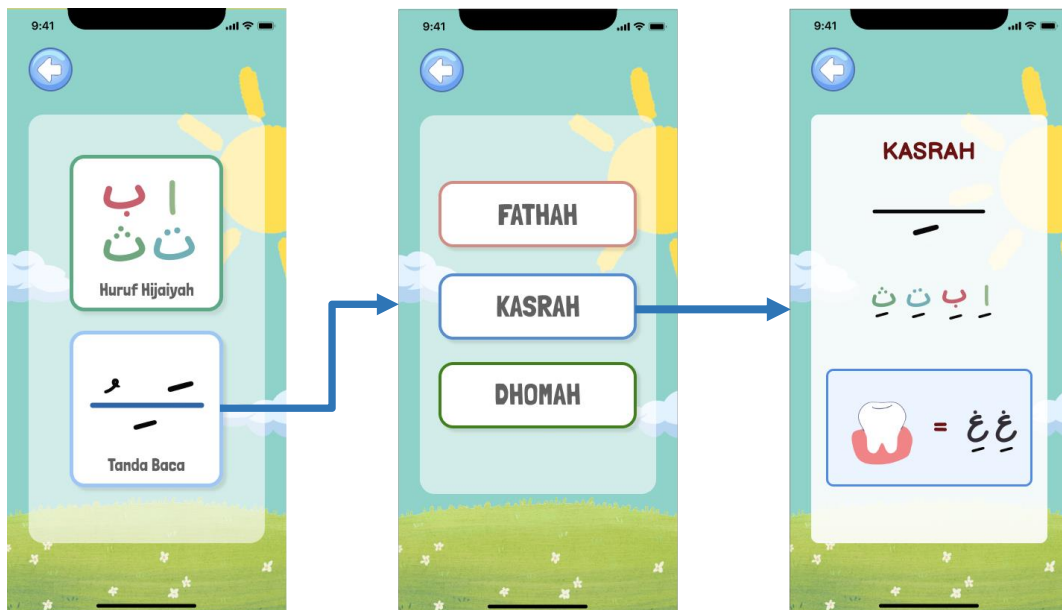 9:41
ا ب
ت ث
Huruf Hijaiyah
Tanda Baca
9:41
FATHAH
KASRAH
DHOMAH
9:41
KASRAH
اِ بِ تِ ثِ
= غِ غِ